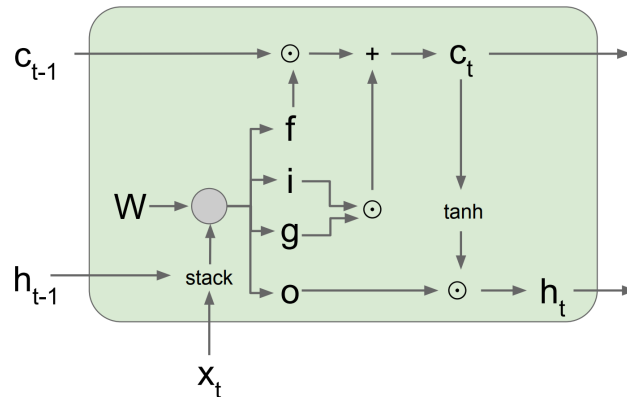 c_{t-1} ⊙ + c_t
f
i
W ⊙ tanh
g
h_{t-1} stack o ⊙ h_t
x_t